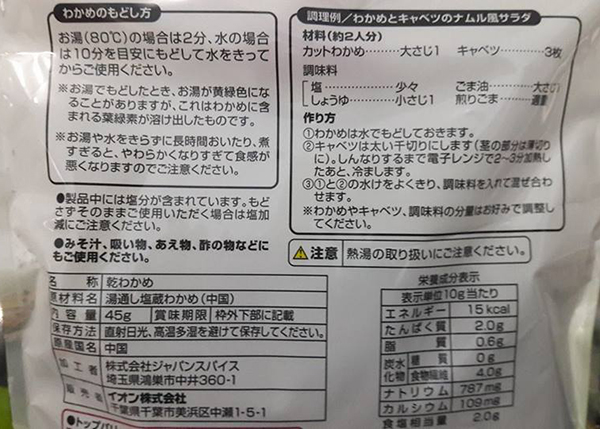 わかめのもどし方
お湯(80℃)の場合は2分、水の場合
は10分を目安にもどして水をきって
からご使用ください。
※お湯でもどしたとき、お湯が黄緑色にな
ることがありますが、これはわかめに含
まれる葉緑素が溶け出したものです。
※お湯や水をきらずに長時間おいたり、煮
すぎると、やわらかくなりすぎて食感が
悪くなりますのでご注意ください。
●製品中には塩分が含まれています。もど
さずそのままご使用いただく場合は塩加
減にご注意ください。
●みそ汁、吸い物、あえ物、酢の物などに
もご使用ください。
調理例/わかめとキャベツのナムル風サラダ
材料(約2人分)
カットわかめ……大さじ1 キャベツ……3枚
調味料
塩……少々 ごま油……大さじ1
しょうゆ……小さじ1 煎りごま……適量
作り方
①わかめは水でもどしておきます。
②キャベツは太い千切りにします(茎の部分は薄切り
に)。しんなりするまで電子レンジで2〜3分加熱し
たあと、冷まします。
③①と②の水けをよくきり、調味料を入れて混ぜ合わ
せます。
※わかめやキャベツ、調味料の分量はお好みで調整し
てください。
注意 熱湯の取り扱いにご注意ください。
名称 乾わかめ
原材料名 湯通し塩蔵わかめ(中国)
内容量 45g 賞味期限 枠外下部に記載
保存方法 直射日光、高温多湿を避けて保存してください。
原産国名 中国
加工者 株式会社ジャパンスパイス
埼玉県鴻巣市中井360-1
販売者 イオン株式会社
千葉県千葉市美浜区中瀬1-5-1
栄養成分表示
表示単位10g当たり
エネルギー 15kcal
たんぱく質 2.0g
脂質 0.6g
炭水化物 糖質 0g
食物繊維 4.0g
ナトリウム 787mg
カルシウム 109mg
食塩相当量 2.0g
●トップバリ